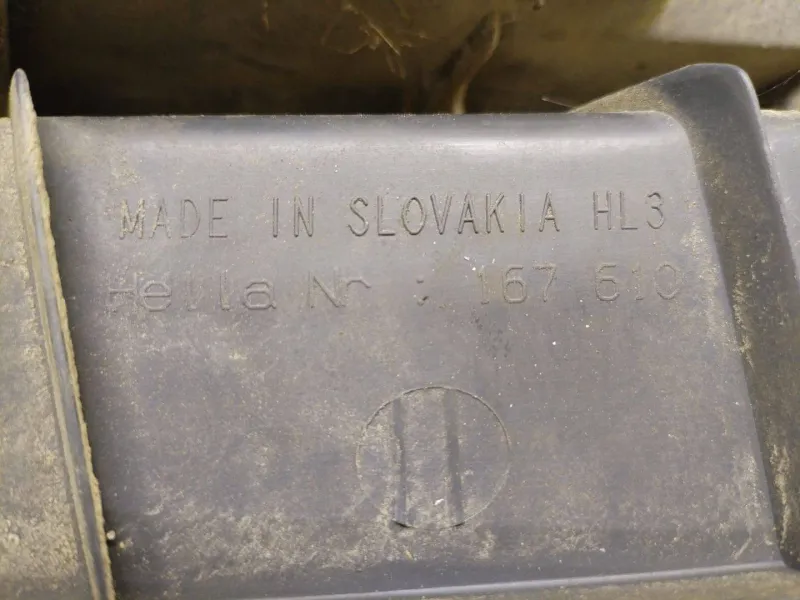 MADE IN SLOVAKIA HL3
Hella Nr. : 167 610